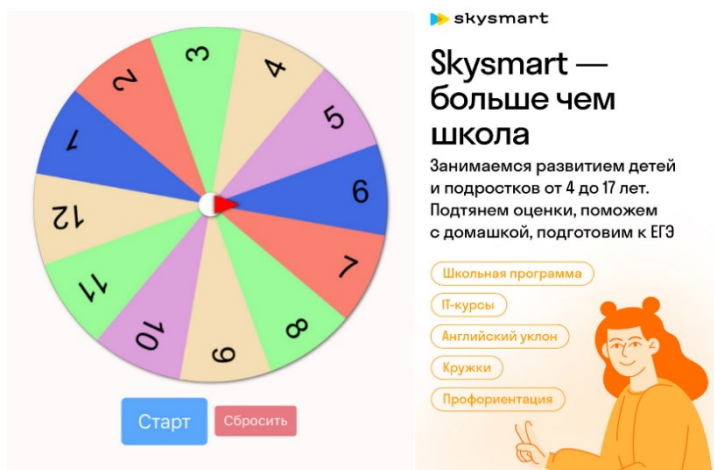 1
2
3
4
5
6
7
8
9
10
11
12
Старт
Сбросить
skysmart
Skysmart —
больше чем
школа
Занимаемся развитием детей
и подростков от 4 до 17 лет.
Подтянем оценки, поможем
с домашкой, подготовим к ЕГЭ
Школьная программа
IT-курсы
Английский уклон
Кружки
Профориентация